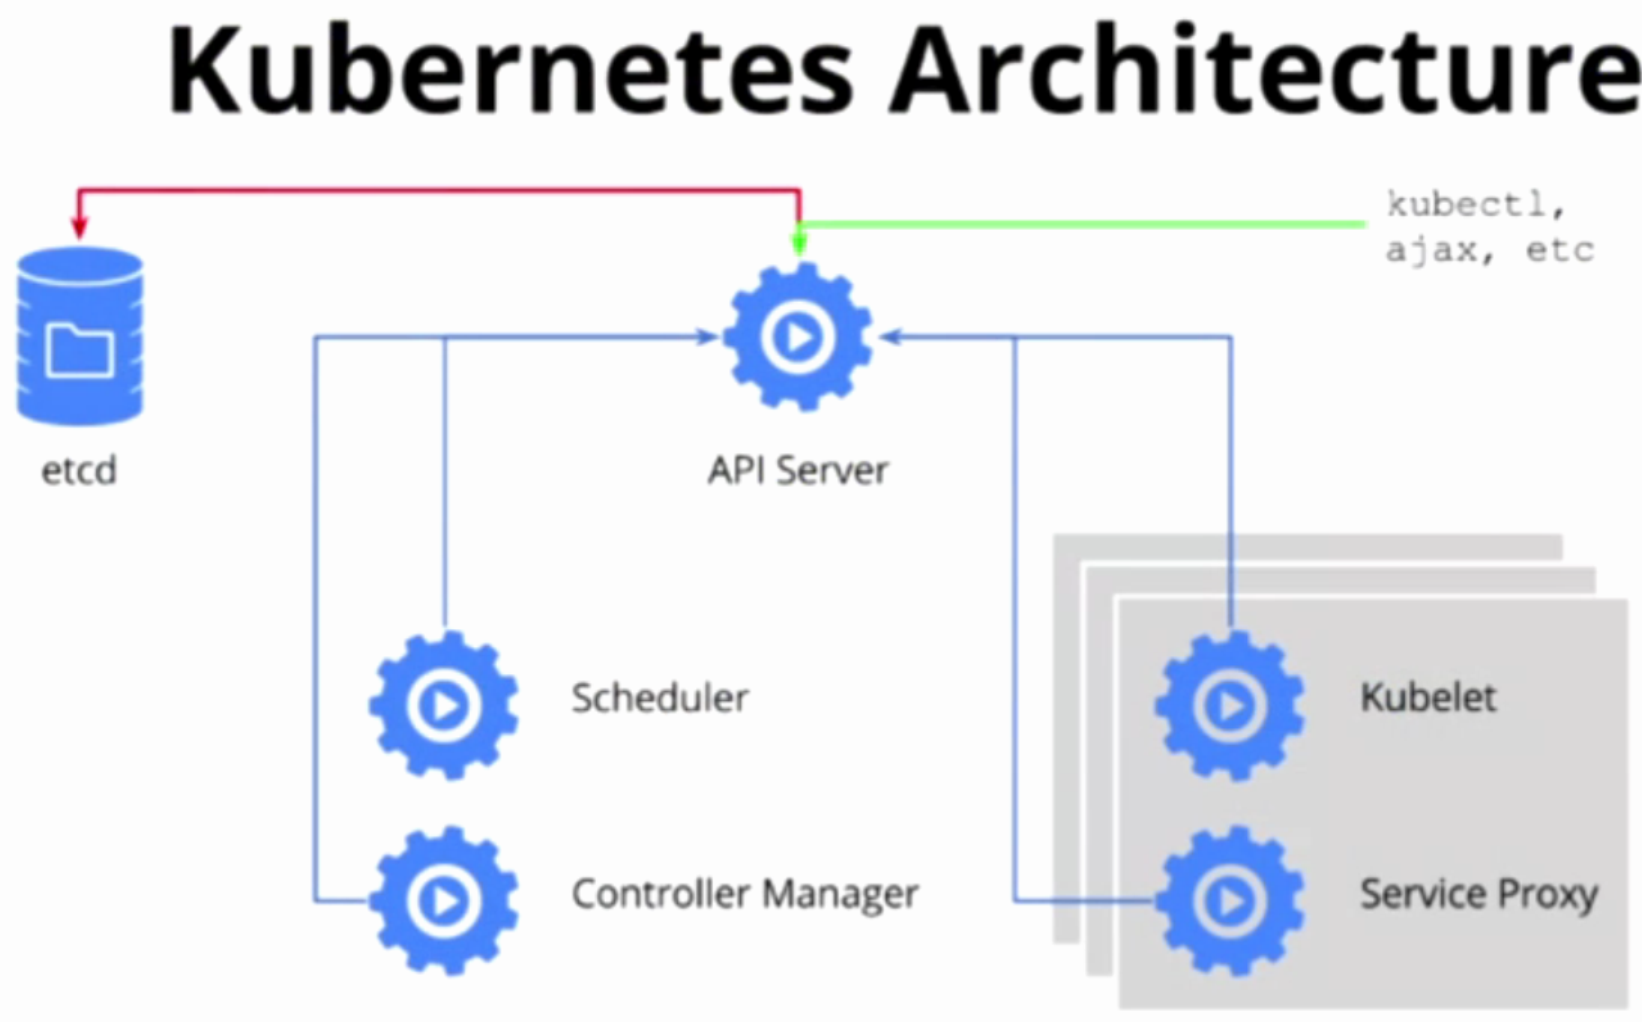 Kubernetes Architecture
kubectl,
ajax, etc
etcd
API Server
Scheduler
Kubelet
Controller Manager
Service Proxy